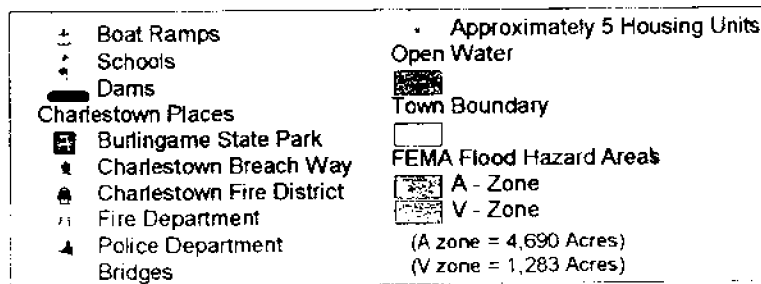 Boat Ramps
Schools
Dams
Charlestown Places
Burlingame State Park
Charlestown Breach Way
Charlestown Fire District
Fire Department
Police Department
Bridges
Approximately 5 Housing Units
Open Water
Town Boundary
FEMA Flood Hazard Areas
A - Zone
V - Zone
(A zone = 4,690 Acres)
(V zone = 1,283 Acres)